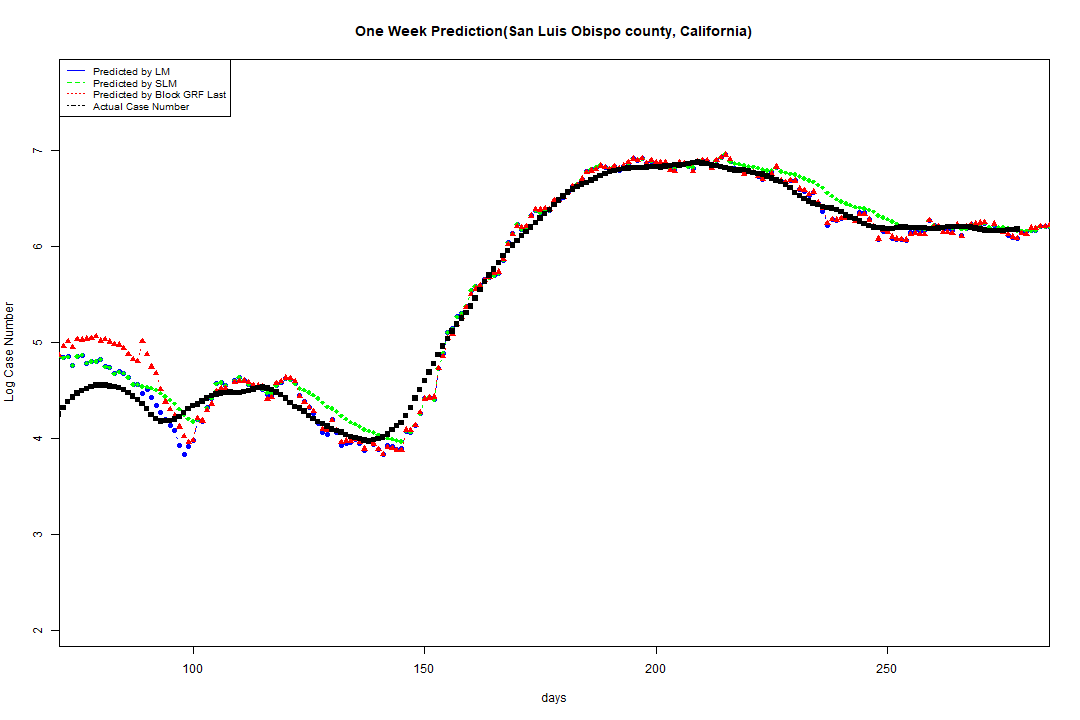 One Week Prediction(San Luis Obispo county, California)
Predicted by LM
Predicted by SLM
Predicted by Block GRF Last
Actual Case Number
Log Case Number
7
6
5
4
3
2
100 150 200 250
days